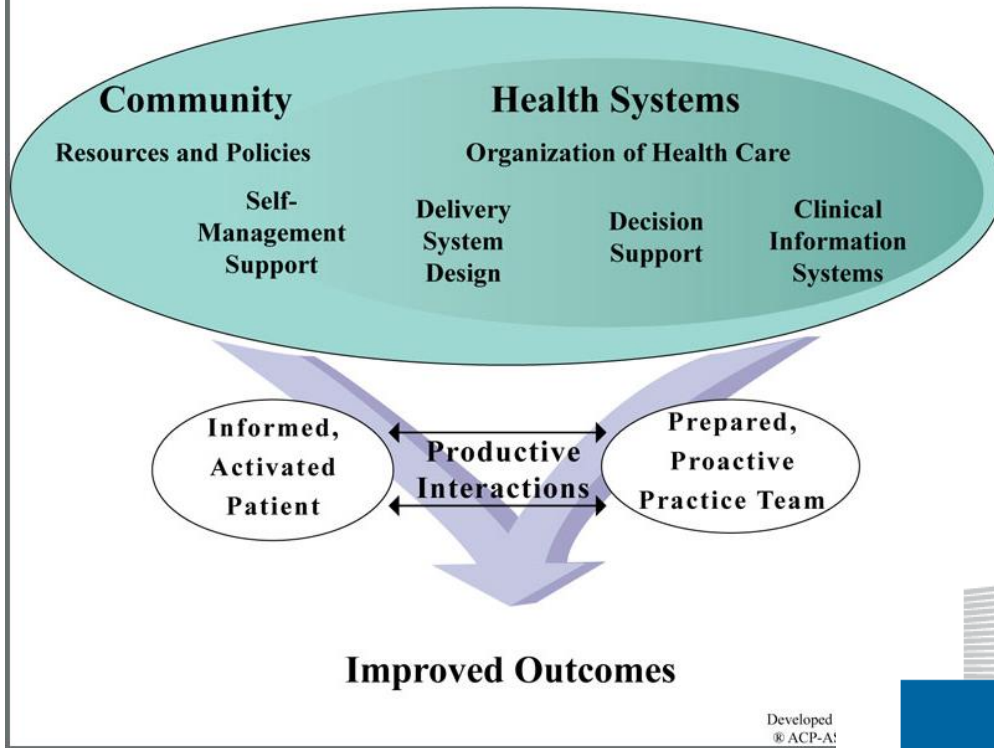 Community
Health Systems
Resources and Policies
Organization of Health Care
Self-
Management
Support
Delivery
System
Design
Decision
Support
Clinical
Information
Systems
Informed,
Activated
Patient
Productive
Interactions
Prepared,
Proactive
Practice Team
Improved Outcomes
Developed
® ACP-AS